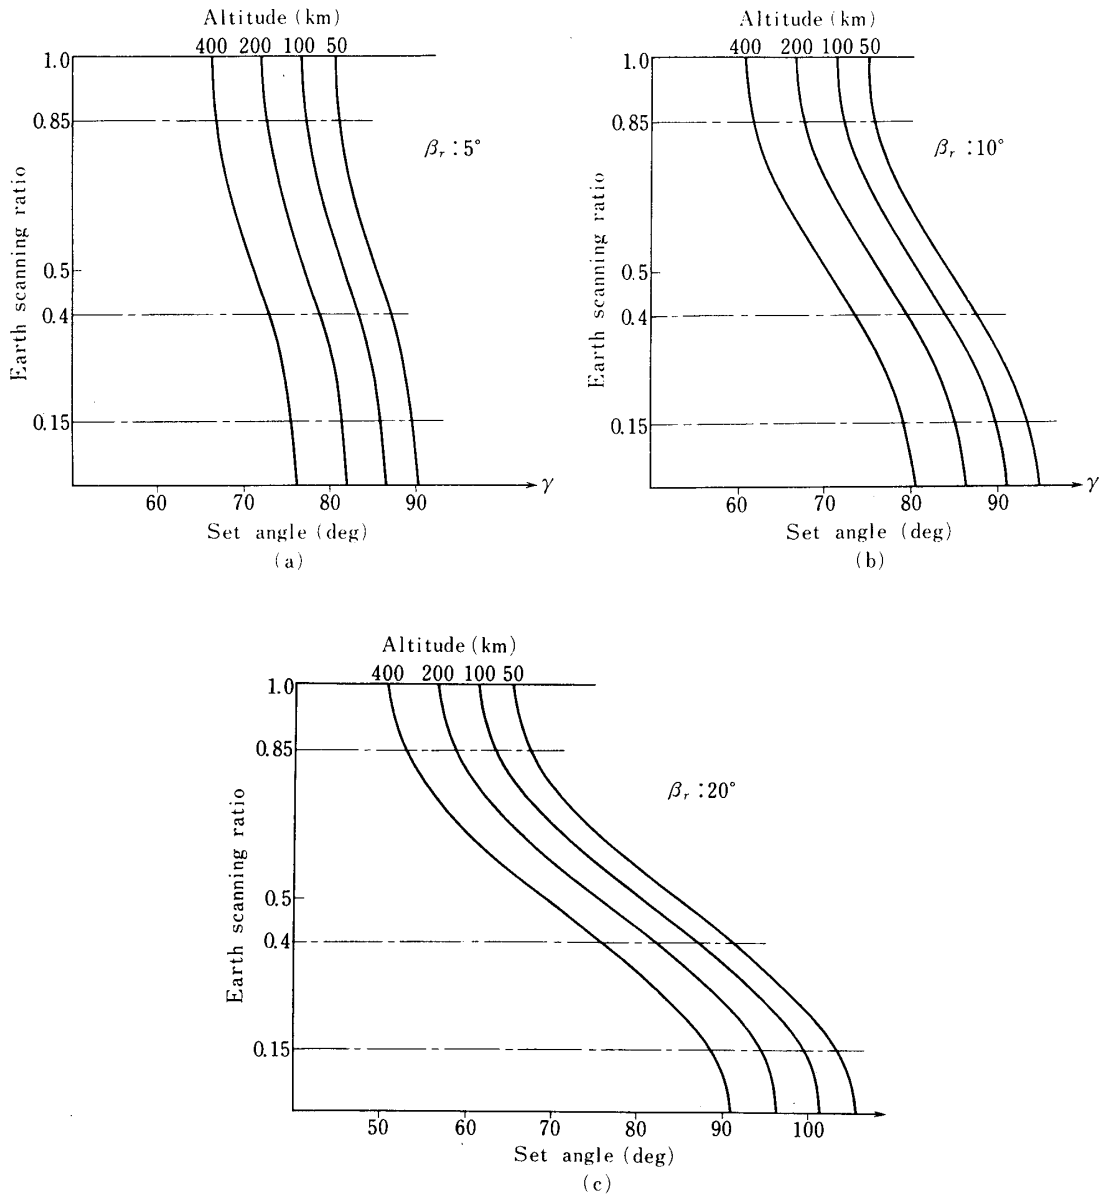 Altitude (km)
400 200 100 50
1.0
0.85
βr : 5°
Earth scanning ratio
0.5
0.4
0.15
γ
60 70 80 90
Set angle (deg)
(a)
Altitude (km)
400 200 100 50
1.0
0.85
βr : 10°
Earth scanning ratio
0.5
0.4
0.15
γ
60 70 80 90
Set angle (deg)
(b)
Altitude (km)
400 200 100 50
1.0
0.85
βr : 20°
Earth scanning ratio
0.5
0.4
0.15
50 60 70 80 90 100
Set angle (deg)
(c)